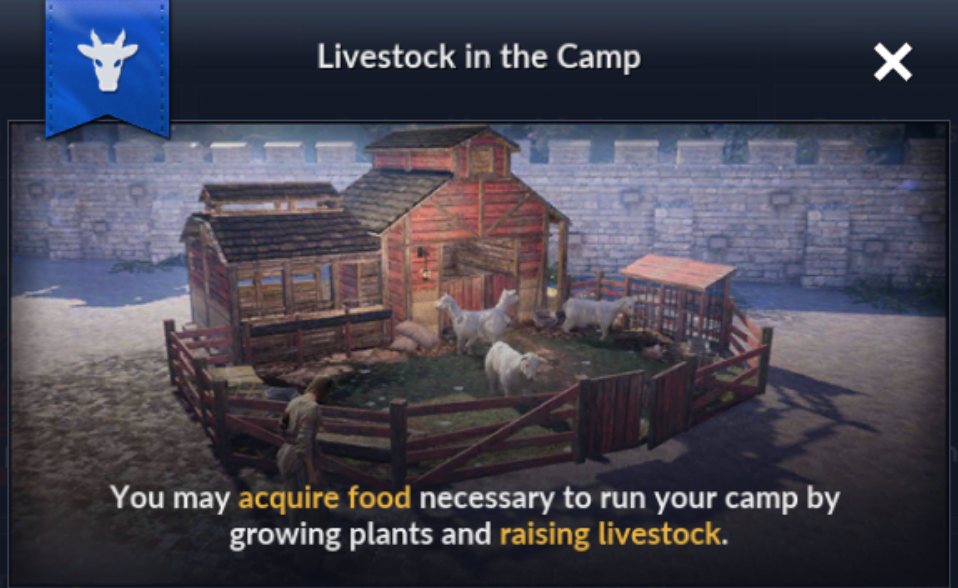 Livestock in the Camp
You may acquire food necessary to run your camp by
growing plants and raising livestock.